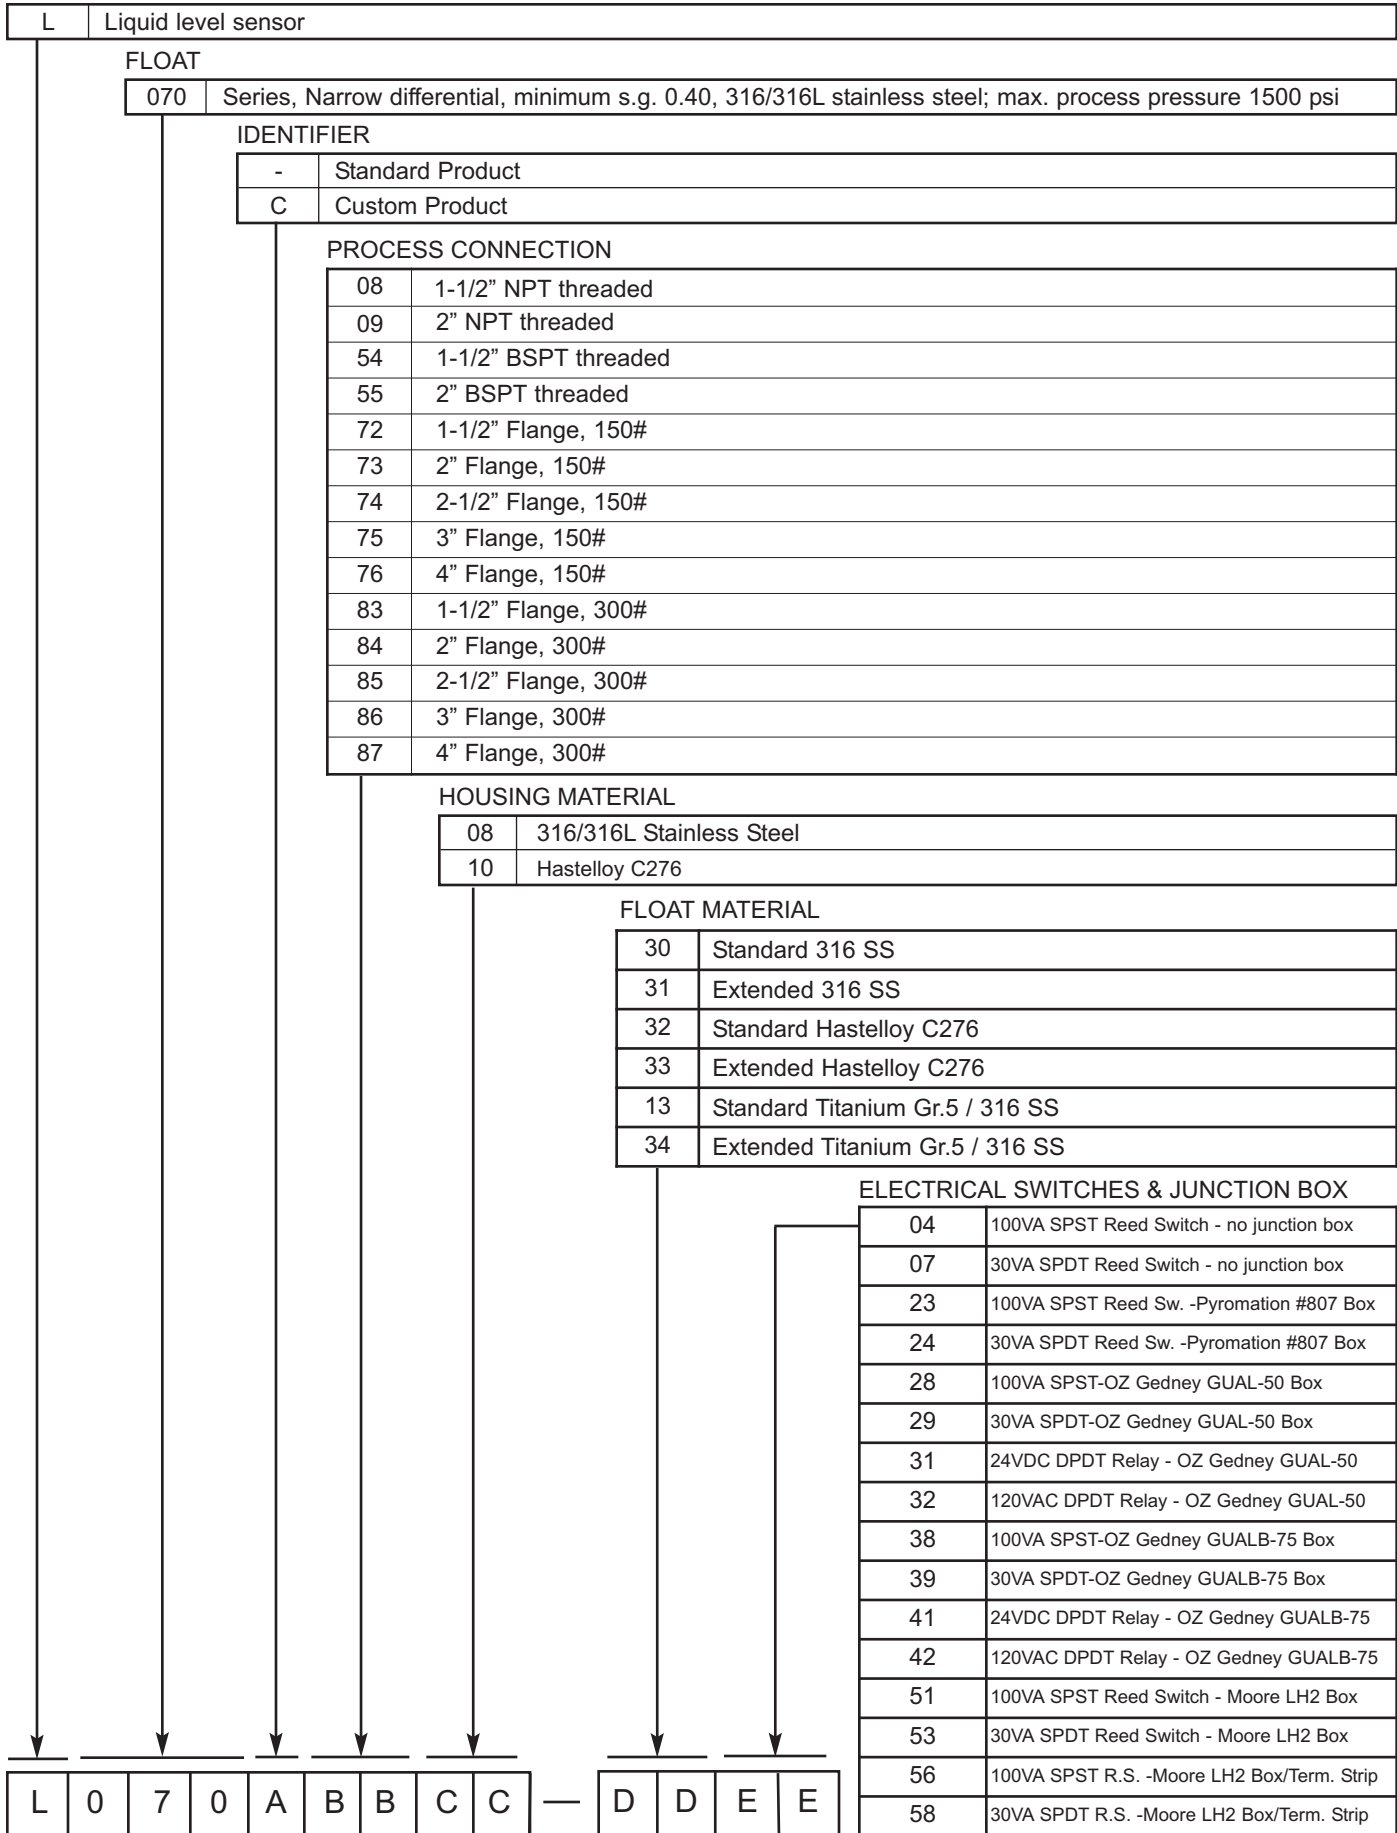 L Liquid level sensor
FLOAT
070 Series, Narrow differential, minimum s.g. 0.40, 316/316L stainless steel; max. process pressure 1500 psi
IDENTIFIER
- Standard Product
C Custom Product
PROCESS CONNECTION
08 1-1/2” NPT threaded
09 2” NPT threaded
54 1-1/2” BSPT threaded
55 2” BSPT threaded
72 1-1/2” Flange, 150#
73 2” Flange, 150#
74 2-1/2” Flange, 150#
75 3” Flange, 150#
76 4” Flange, 150#
83 1-1/2” Flange, 300#
84 2” Flange, 300#
85 2-1/2” Flange, 300#
86 3” Flange, 300#
87 4” Flange, 300#
HOUSING MATERIAL
08 316/316L Stainless Steel
10 Hastelloy C276
FLOAT MATERIAL
30 Standard 316 SS
31 Extended 316 SS
32 Standard Hastelloy C276
33 Extended Hastelloy C276
13 Standard Titanium Gr.5 / 316 SS
34 Extended Titanium Gr.5 / 316 SS
ELECTRICAL SWITCHES & JUNCTION BOX
04 100VA SPST Reed Switch - no junction box
07 30VA SPDT Reed Switch - no junction box
23 100VA SPST Reed Sw. -Pyromation #807 Box
24 30VA SPDT Reed Sw. -Pyromation #807 Box
28 100VA SPST-OZ Gedney GUAL-50 Box
29 30VA SPDT-OZ Gedney GUAL-50 Box
31 24VDC DPDT Relay - OZ Gedney GUAL-50
32 120VAC DPDT Relay - OZ Gedney GUAL-50
38 100VA SPST-OZ Gedney GUALB-75 Box
39 30VA SPDT-OZ Gedney GUALB-75 Box
41 24VDC DPDT Relay - OZ Gedney GUALB-75
42 120VAC DPDT Relay - OZ Gedney GUALB-75
51 100VA SPST Reed Switch - Moore LH2 Box
53 30VA SPDT Reed Switch - Moore LH2 Box
56 100VA SPST R.S. -Moore LH2 Box/Term. Strip
58 30VA SPDT R.S. -Moore LH2 Box/Term. Strip
L 0 7 0 A B B C C — D D E E